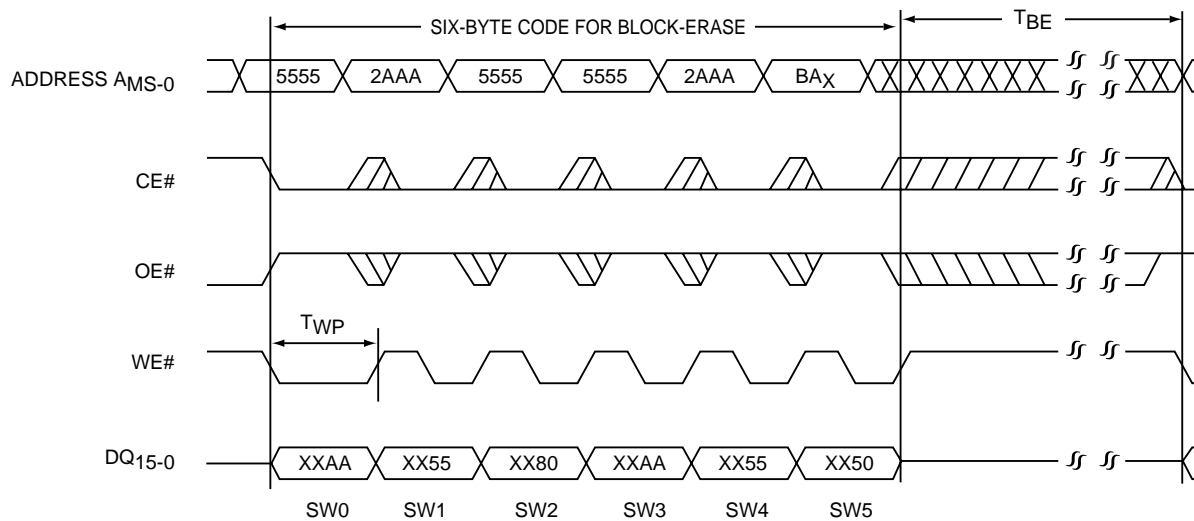 SIX-BYTE CODE FOR BLOCK-ERASE
TBE
ADDRESS AMS-0
5555 2AAA 5555 5555 2AAA BAX
CE#
OE#
TWP
WE#
DQ15-0
XXAA XX55 XX80 XXAA XX55 XX50
SW0 SW1 SW2 SW3 SW4 SW5